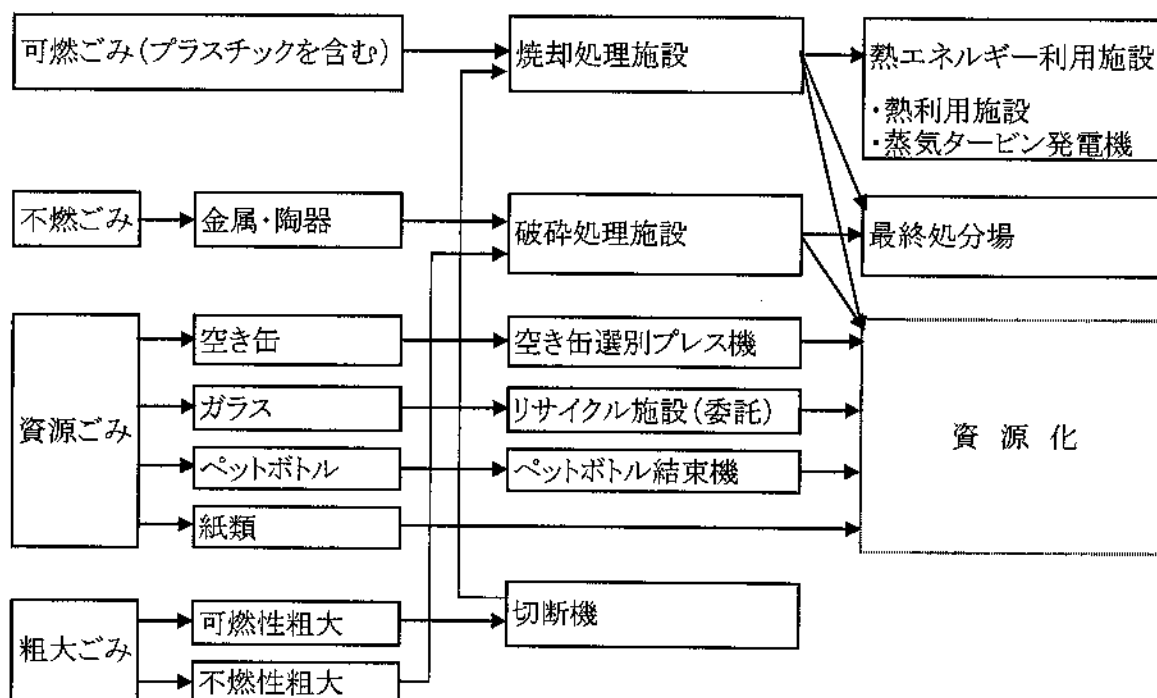 可燃ごみ(プラスチックを含む)
焼却処理施設
熱エネルギー利用施設
・熱利用施設
・蒸気タービン発電機
不燃ごみ
金属・陶器
破砕処理施設
最終処分場
資源ごみ
空き缶
空き缶選別プレス機
ガラス
リサイクル施設(委託)
ペットボトル
ペットボトル結束機
紙類
資 源 化
粗大ごみ
可燃性粗大
切断機
不燃性粗大